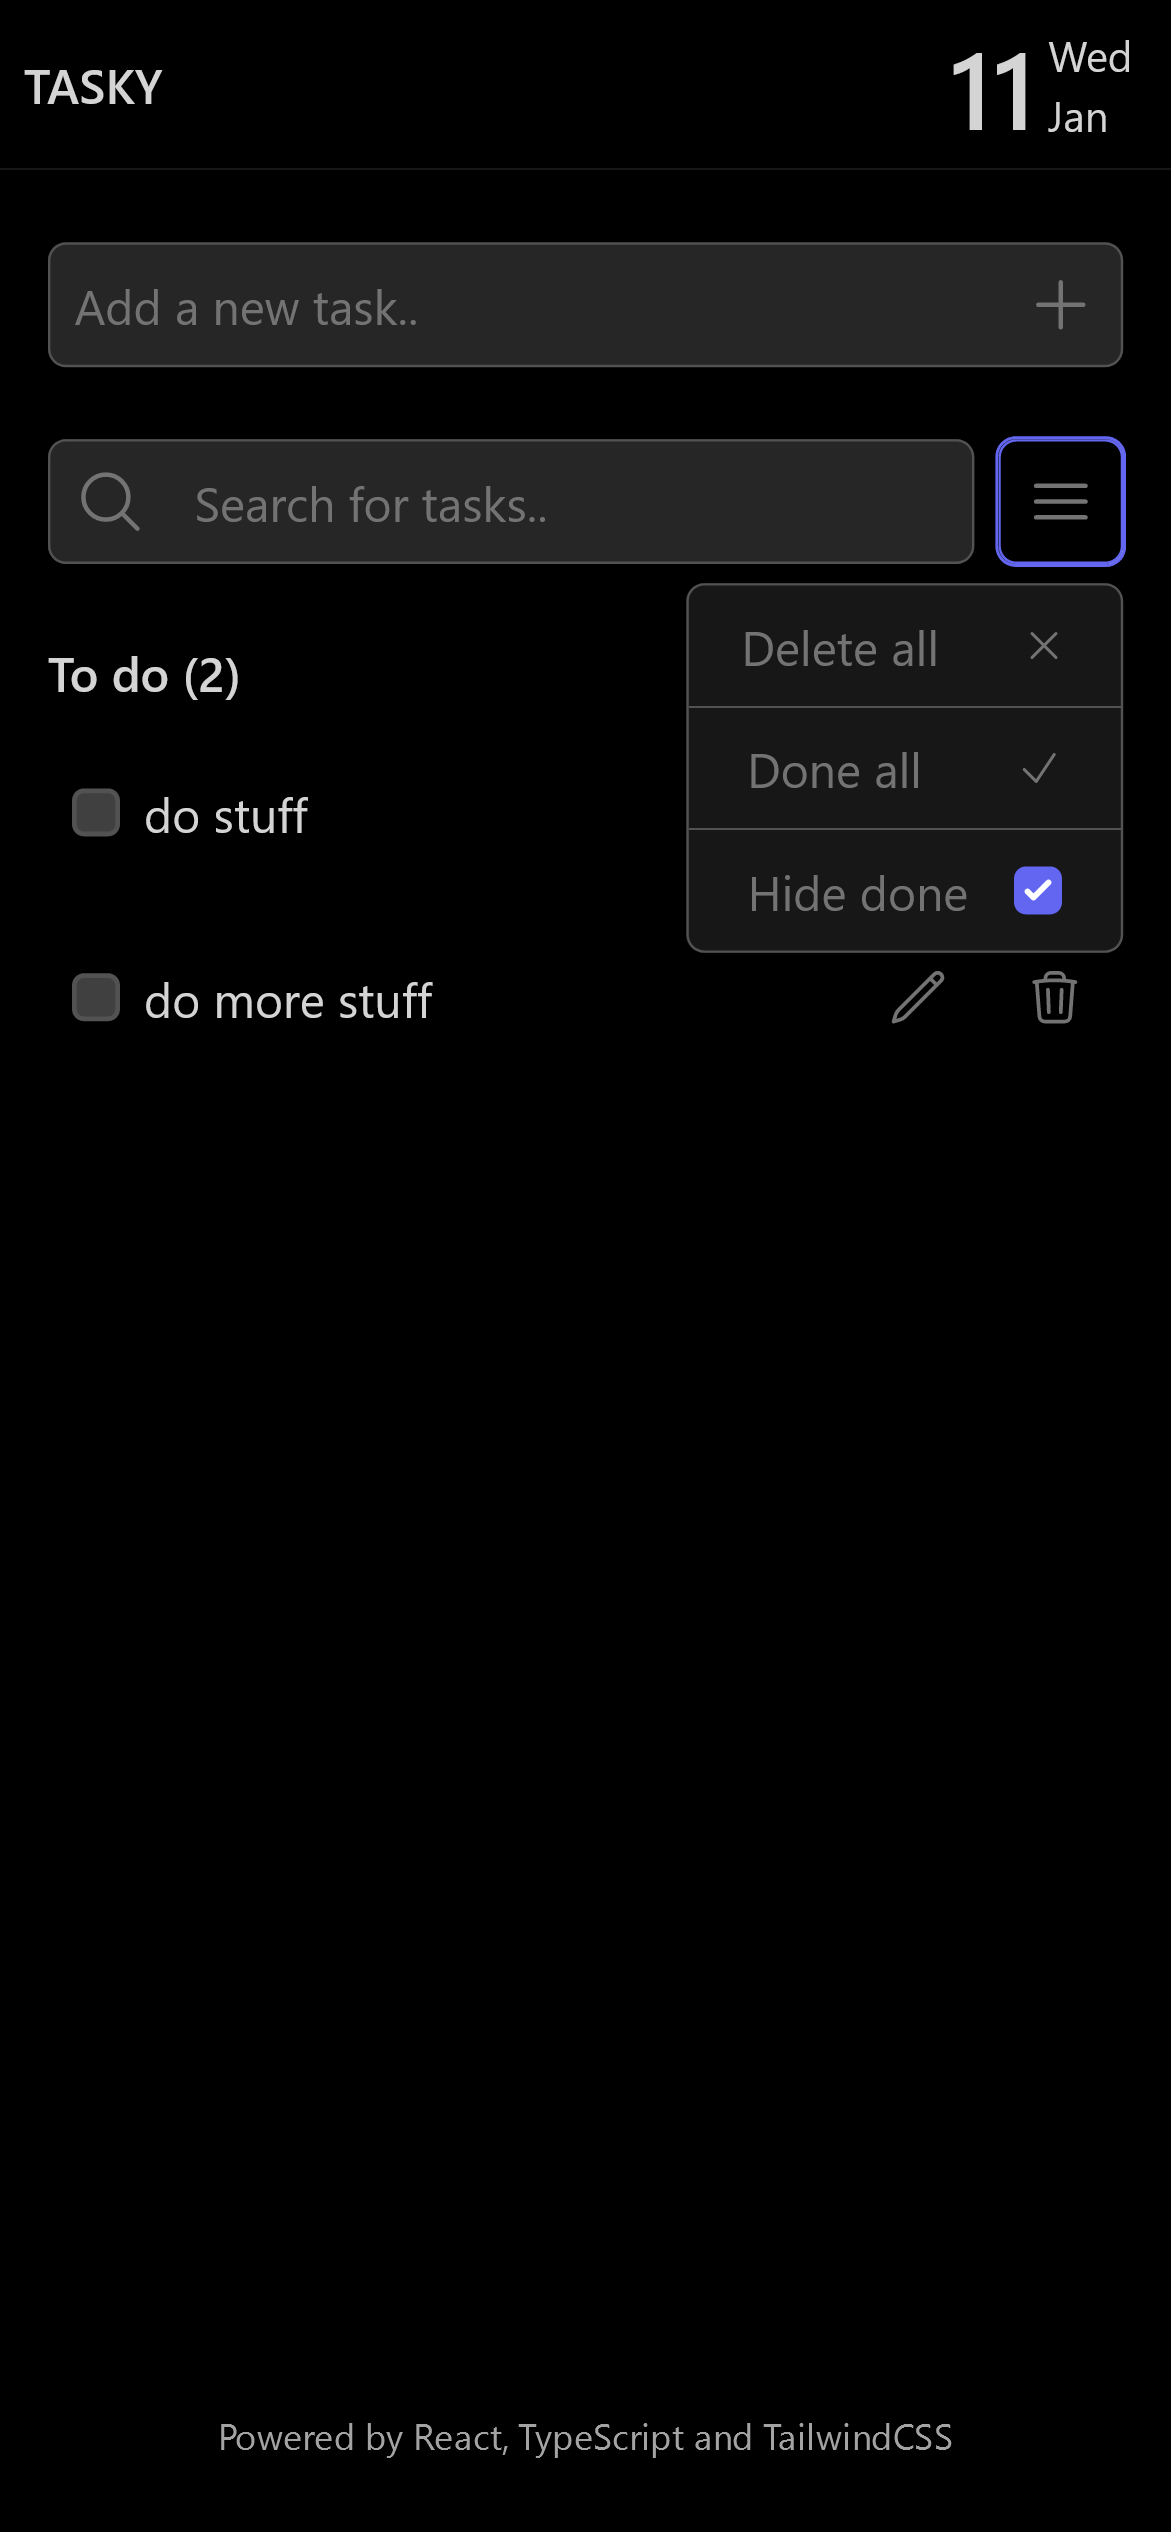 TASKY
11
Wed
Jan
Add a new task..
Search for tasks..
Delete all
To do (2)
Done all
do stuff
Hide done
do more stuff
Powered by React, TypeScript and TailwindCSS